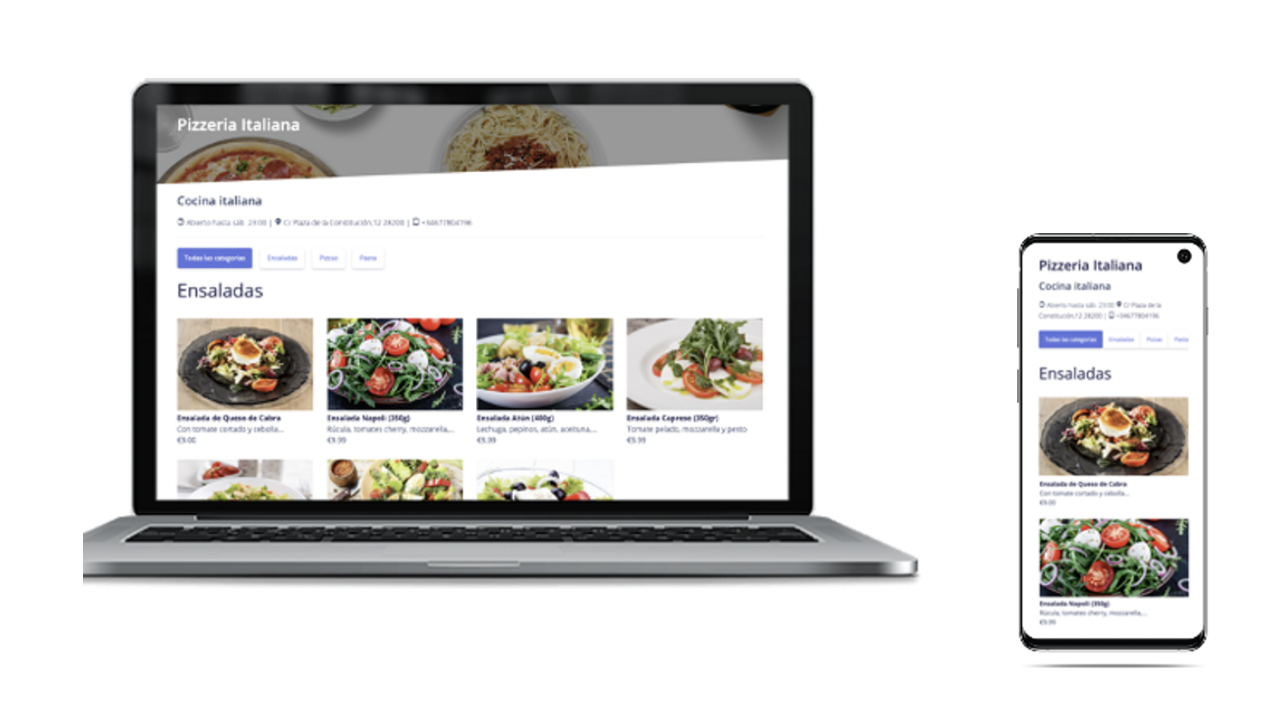 Pizzeria Italiana
Cocina italiana
Abierto hasta sáb. 23:00 | C/ Plaza de la Constitución,12 28200 |
Todas las categorías Ensaladas Pizzas Pasta
Ensaladas
Ensalada de Queso de Cabra
Con tomate cortado y cebolla...
€9.00
Ensalada Napoli (350g)
Rúcula, tomates cherry, mozzarella,...
€9.99
Ensalada Atún (400g)
Lechuga, pepinos, atún, aceituna,...
€9.99
Ensalada Caprese (350gr)
Tomate pelado, mozzarella y pesto
Pizzeria Italiana
Cocina italiana
Abierto hasta sáb. 23:00 C/ Plaza de la
Constitución,12 28200 |
Todas las categorías Ensaladas Pizzas Pasta
Ensaladas
Ensalada de Queso de Cabra
Con tomate cortado y cebolla...
€9.00
Ensalada Napoli (350g)
Rúcula, tomates cherry, mozzarella,...
€9.99